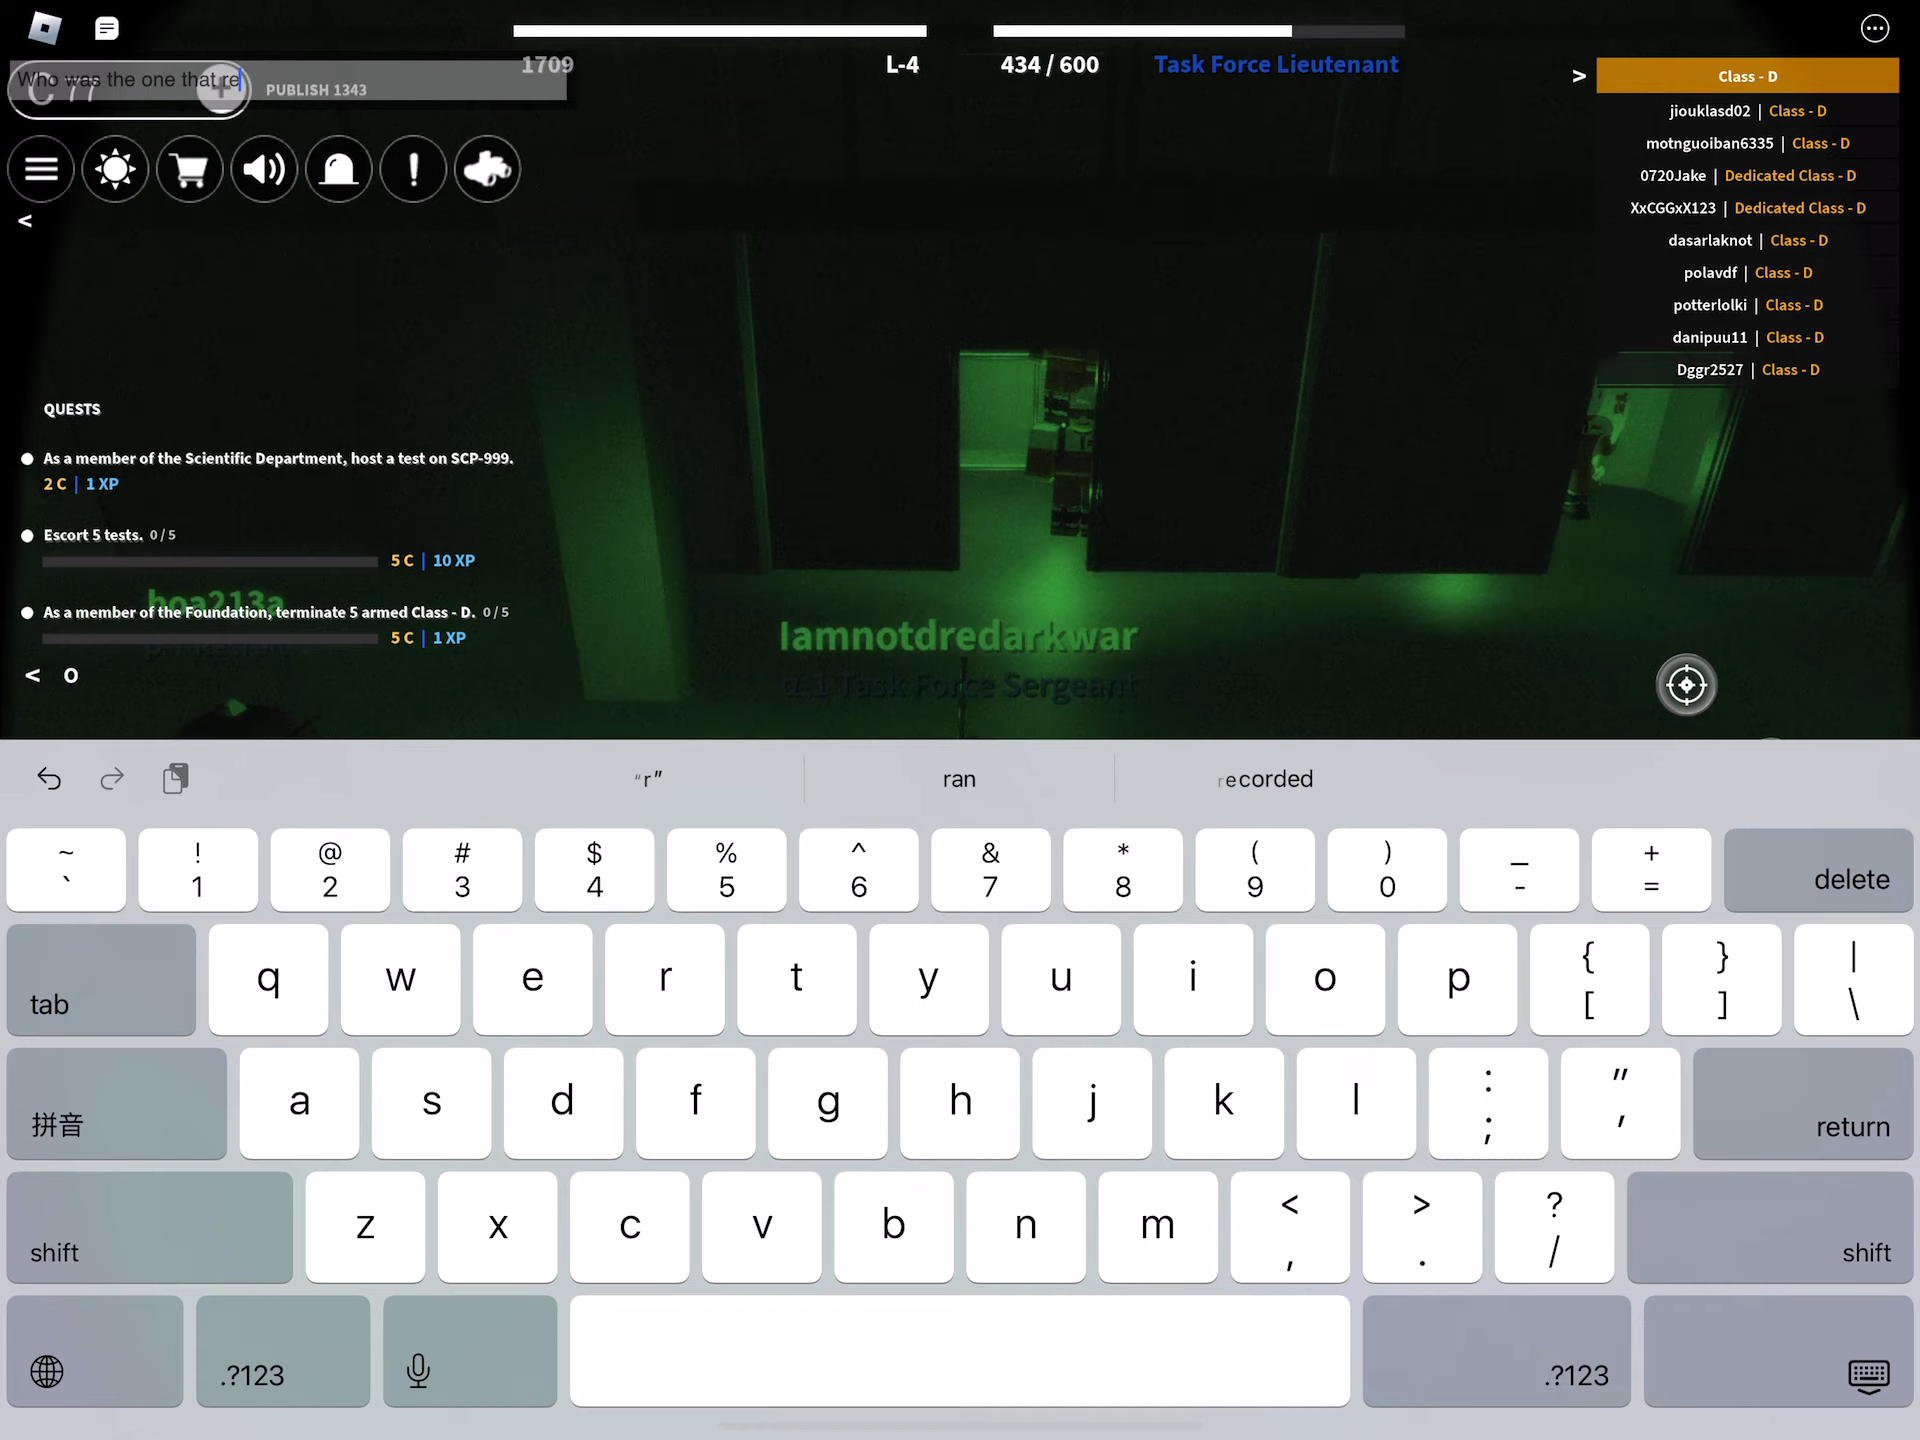 Who was the one that re
C 77
PUBLISH 1343
1709
L-4
434 / 600
Task Force Lieutenant
>
Class - D
jiouklasd02 | Class - D
motnguoiban6335 | Class - D
0720Jake | Dedicated Class - D
XxCGGxX123 | Dedicated Class - D
dasarlaknot | Class - D
polavdf | Class - D
potterlolki | Class - D
danipuu11 | Class - D
Dggr2527 | Class - D
<
QUESTS
As a member of the Scientific Department, host a test on SCP-999.
2 C | 1 XP
Escort 5 tests. 0 / 5
5 C | 10 XP
boa213a
As a member of the Foundation, terminate 5 armed Class - D. 0 / 5
5 C | 1 XP
< O
Iamnotdredarkwar
α-1 Task Force Sergeant
"r" ran recorded
~ ! @ # $ % ^ & * ( ) _ +
` 1 2 3 4 5 6 7 8 9 0 - = delete
tab q w e r t y u i o p { [ } ] | \
拼音 a s d f g h j k l : ; " ' return
shift z x c v b n m < , > . ? / shift
.?123 .?123